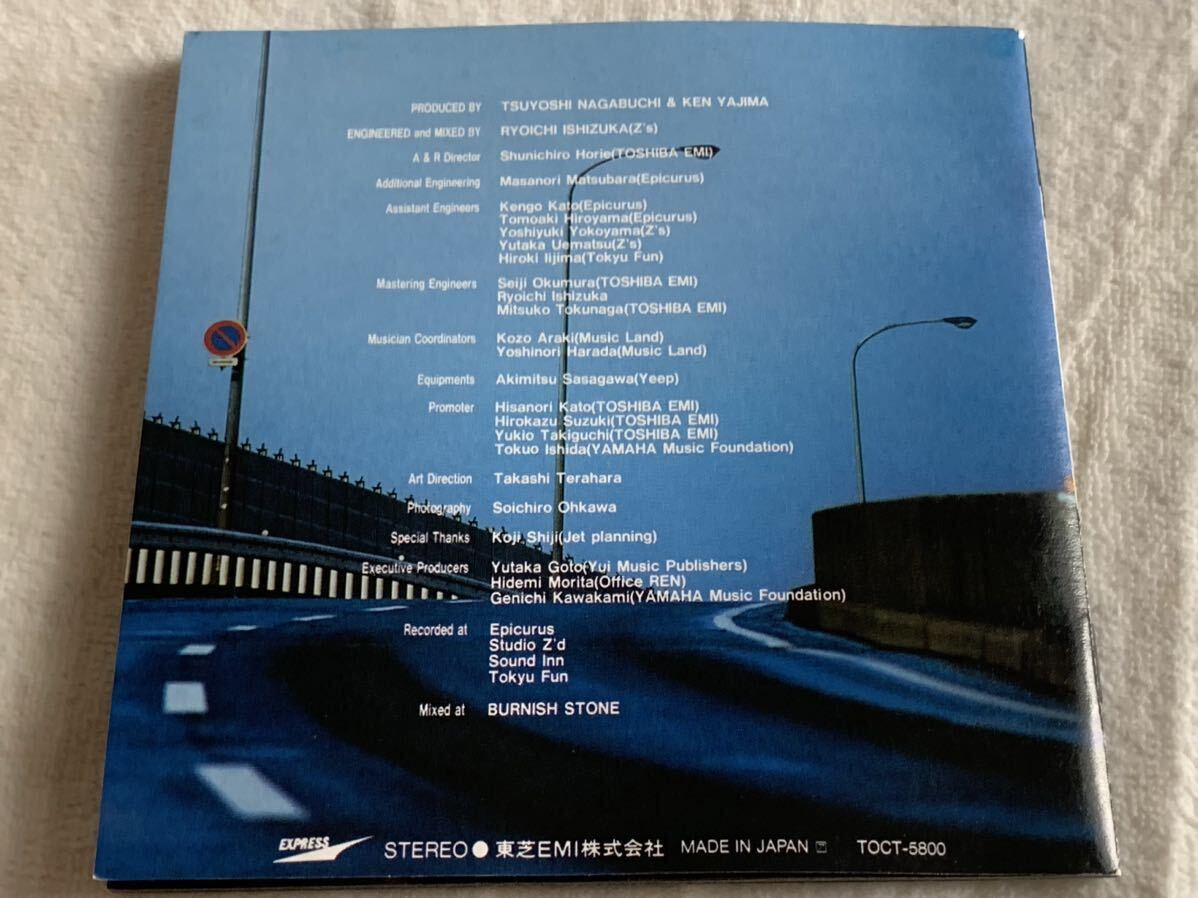 PRODUCED BY TSUYOSHI NAGABUCHI & KEN YAJIMA
ENGINEERED and MIXED BY RYOICHI ISHIZUKA(Z's)
A & R Director Shunichiro Horie(TOSHIBA EMI)
Additional Engineering Masanori Matsubara(Epicurus)
Assistant Engineers Kengo Kato(Epicurus)
Tomoaki Hiroyama(Epicurus)
Yoshiyuki Yokoyama(Z's)
Yutaka Uematsu(Z's)
Hiroki Iijima(Tokyu Fun)
Mastering Engineers Seiji Okumura(TOSHIBA EMI)
Ryoichi Ishizuka
Mitsuko Tokunaga(TOSHIBA EMI)
Musician Coordinators Kozo Araki(Music Land)
Yoshinori Harada(Music Land)
Equipments Akimitsu Sasagawa(Yeep)
Promoter Hisanori Kato(TOSHIBA EMI)
Hirokazu Suzuki(TOSHIBA EMI)
Yukio Takiguchi(TOSHIBA EMI)
Tokuo Ishida(YAMAHA Music Foundation)
Art Direction Takashi Terahara
Photography Soichiro Ohkawa
Special Thanks Koji Shiji(Jet planning)
Executive Producers Yutaka Goto(Yui Music Publishers)
Hidemi Morita(Office REN)
Genichi Kawakami(YAMAHA Music Foundation)
Recorded at Epicurus
Studio Z'd
Sound Inn
Tokyu Fun
Mixed at BURNISH STONE
EXPRESS STEREO ● 東芝EMI株式会社 MADE IN JAPAN TOCT-5800